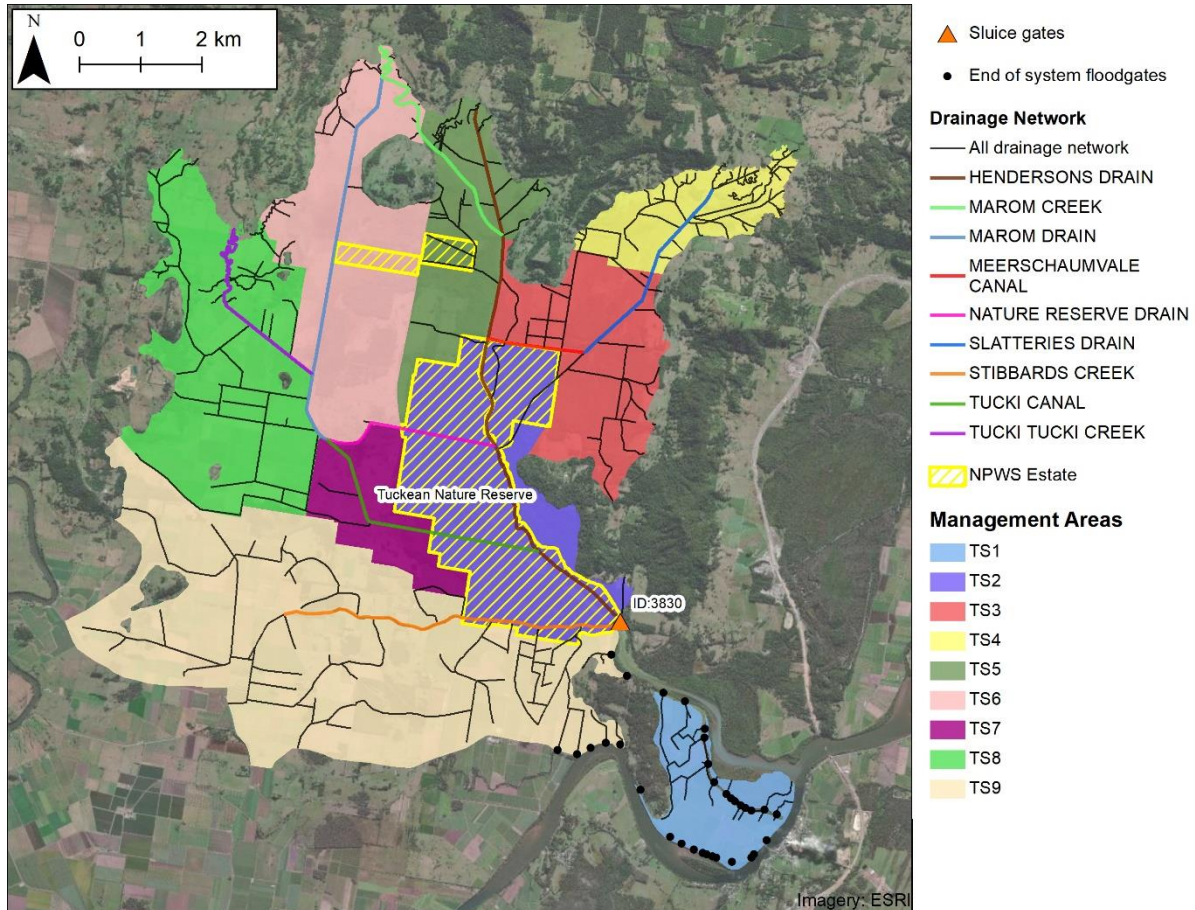 N
0 1 2 km
Tuckean Nature Reserve
ID:3830
Imagery: ESRI
Sluice gates
End of system floodgates
Drainage Network
All drainage network
HENDERSONS DRAIN
MAROM CREEK
MAROM DRAIN
MEERSCHAUMVALE
CANAL
NATURE RESERVE DRAIN
SLATTERIES DRAIN
STIBBARDS CREEK
TUCKI CANAL
TUCKI TUCKI CREEK
NPWS Estate
Management Areas
TS1
TS2
TS3
TS4
TS5
TS6
TS7
TS8
TS9